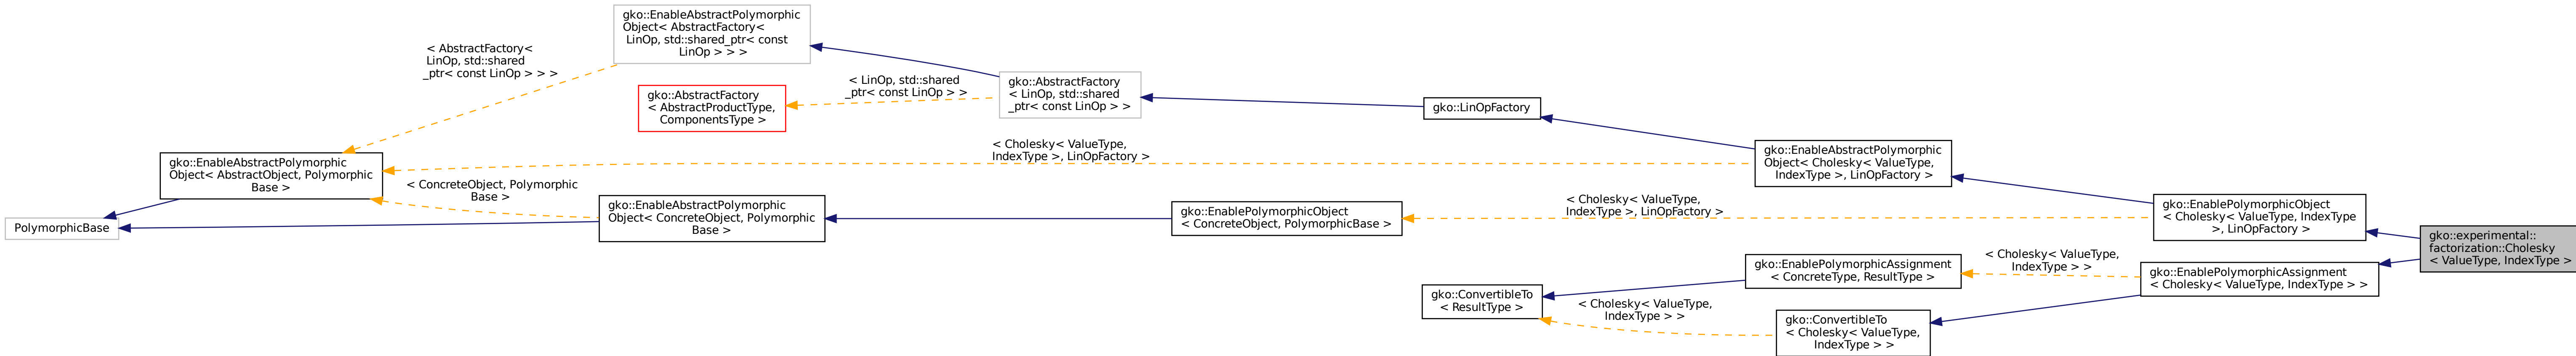 gko::EnableAbstractPolymorphic
Object< AbstractFactory<
LinOp, std::shared_ptr< const
LinOp > > >
< AbstractFactory<
LinOp, std::shared
_ptr< const LinOp > > >
gko::AbstractFactory
< AbstractProductType,
ComponentsType >
< LinOp, std::shared
_ptr< const LinOp > >
gko::AbstractFactory
< LinOp, std::shared
_ptr< const LinOp > >
gko::LinOpFactory
gko::EnableAbstractPolymorphic
Object< AbstractObject, Polymorphic
Base >
< Cholesky< ValueType,
IndexType >, LinOpFactory >
gko::EnableAbstractPolymorphic
Object< Cholesky< ValueType,
IndexType >, LinOpFactory >
PolymorphicBase
< ConcreteObject, Polymorphic
Base >
gko::EnableAbstractPolymorphic
Object< ConcreteObject, Polymorphic
Base >
gko::EnablePolymorphicObject
< ConcreteObject, PolymorphicBase >
< Cholesky< ValueType,
IndexType >, LinOpFactory >
gko::EnablePolymorphicObject
< Cholesky< ValueType, IndexType
>, LinOpFactory >
gko::experimental::
factorization::Cholesky
< ValueType, IndexType >
gko::EnablePolymorphicAssignment
< ConcreteType, ResultType >
< Cholesky< ValueType,
IndexType > >
gko::EnablePolymorphicAssignment
< Cholesky< ValueType, IndexType > >
gko::ConvertibleTo
< ResultType >
< Cholesky< ValueType,
IndexType > >
gko::ConvertibleTo
< Cholesky< ValueType,
IndexType > >